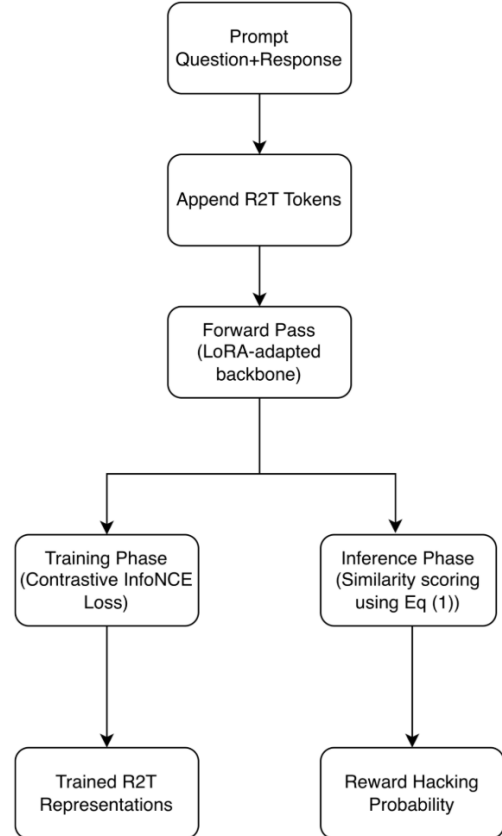 Prompt
Question+Response
Append R2T Tokens
Forward Pass
(LoRA-adapted
backbone)
Training Phase
(Contrastive InfoNCE
Loss)
Inference Phase
(Similarity scoring
using Eq (1))
Trained R2T
Representations
Reward Hacking
Probability